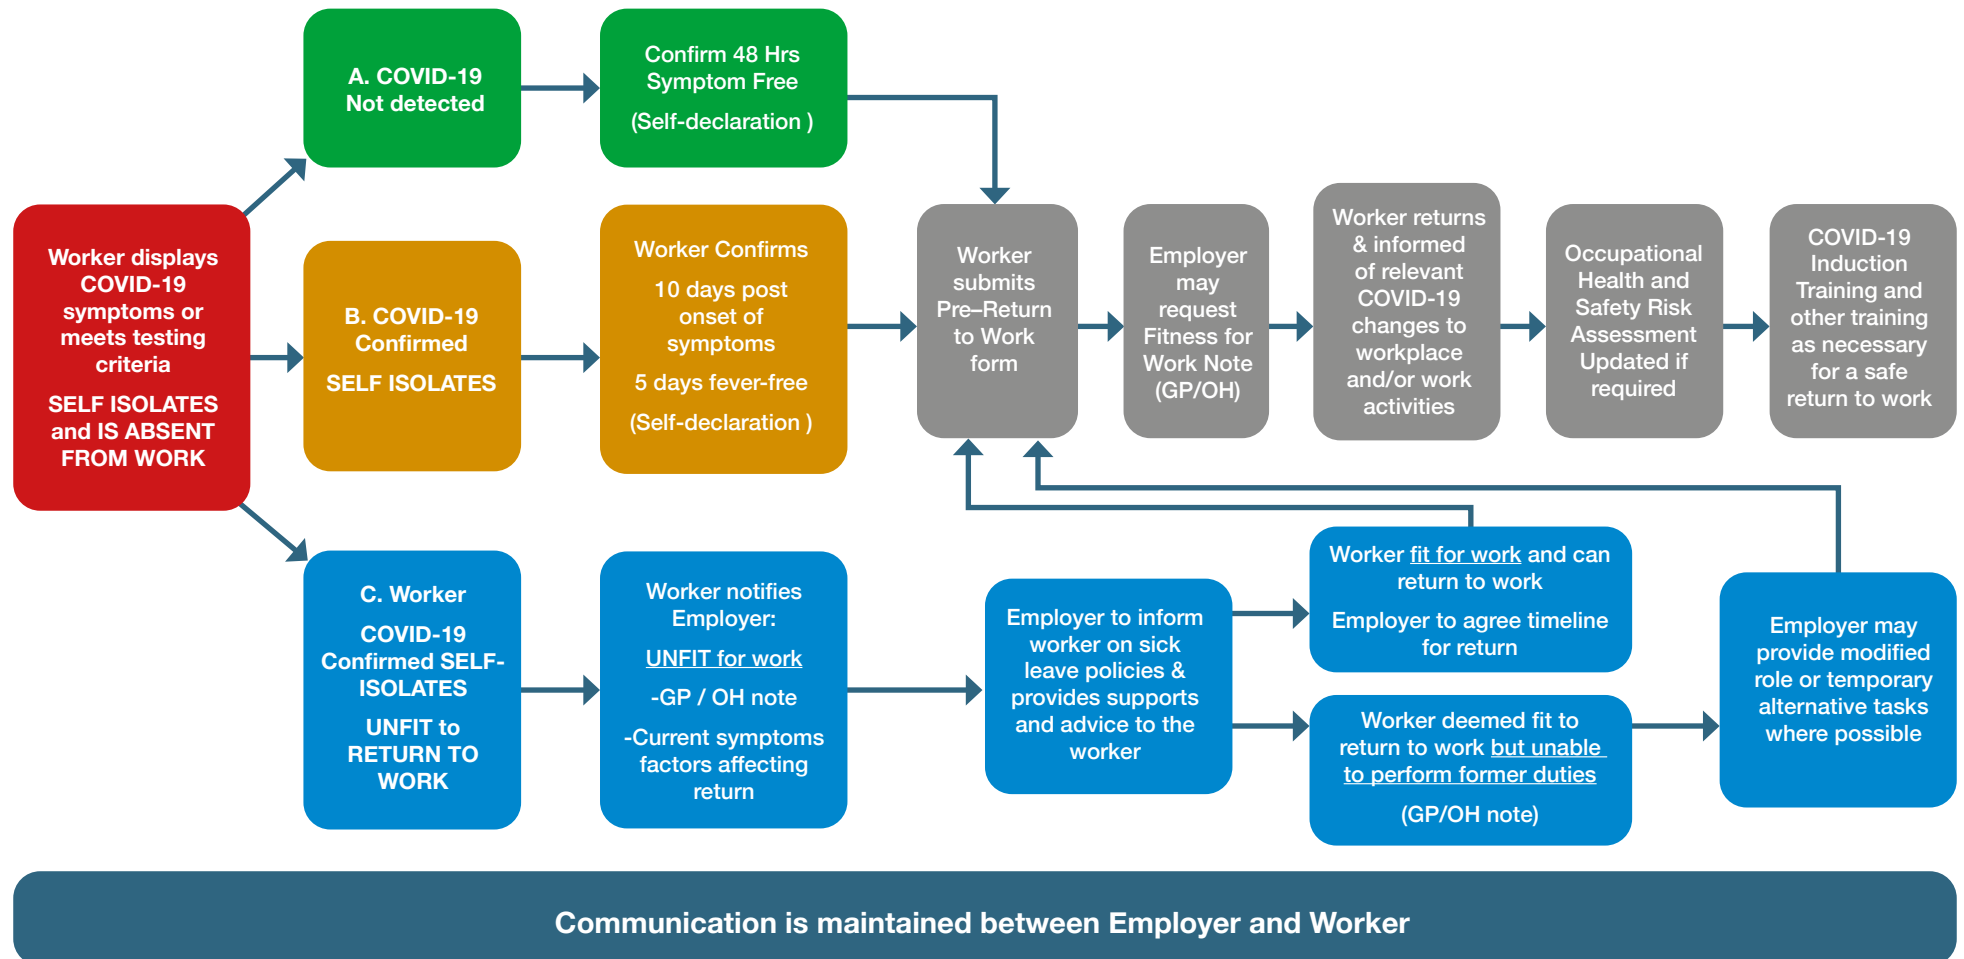 A. COVID-19
Not detected
Confirm 48 Hrs
Symptom Free
(Self-declaration )
Worker displays
COVID-19
symptoms or
meets testing
criteria
SELF ISOLATES
and IS ABSENT
FROM WORK
B. COVID-19
Confirmed
SELF ISOLATES
Worker Confirms
10 days post
onset of
symptoms
5 days fever-free
(Self-declaration )
Worker
submits
Pre–Return
to Work
form
Employer
may
request
Fitness for
Work Note
(GP/OH)
Worker returns
& informed
of relevant
COVID-19
changes to
workplace
and/or work
activities
Occupational
Health and
Safety Risk
Assessment
Updated if
required
COVID-19
Induction
Training and
other training
as necessary
for a safe
return to work
C. Worker
COVID-19
Confirmed SELF-
ISOLATES
UNFIT to
RETURN TO
WORK
Worker notifies
Employer:
UNFIT for work
-GP / OH note
-Current symptoms
factors affecting
return
Employer to inform
worker on sick
leave policies &
provides supports
and advice to the
worker
Worker fit for work and can
return to work
Employer to agree timeline
for return
Worker deemed fit to
return to work but unable
to perform former duties
(GP/OH note)
Employer may
provide modified
role or temporary
alternative tasks
where possible
Communication is maintained between Employer and Worker